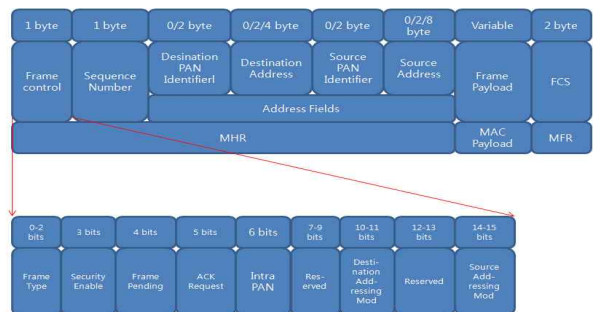 1 byte 1 byte 0/2 byte 0/2/4 byte 0/2 byte 0/2/8 byte Variable 2 byte
Frame control
Sequence Number
Desination PAN Identifierl
Destination Address
Source PAN Identifier
Source Address
Frame Payload
FCS
Address Fields
MHR
MAC Payload
MFR
0-2 bits
3 bits
4 bits
5 bits
6 bits
7-9 bits
10-11 bits
12-13 bits
14-15 bits
Frame Type
Security Enable
Frame Pending
ACK Request
Intra PAN
Res-erved
Desti-nation Add-ressing Mod
Reserved
Source Add-ressing Mod